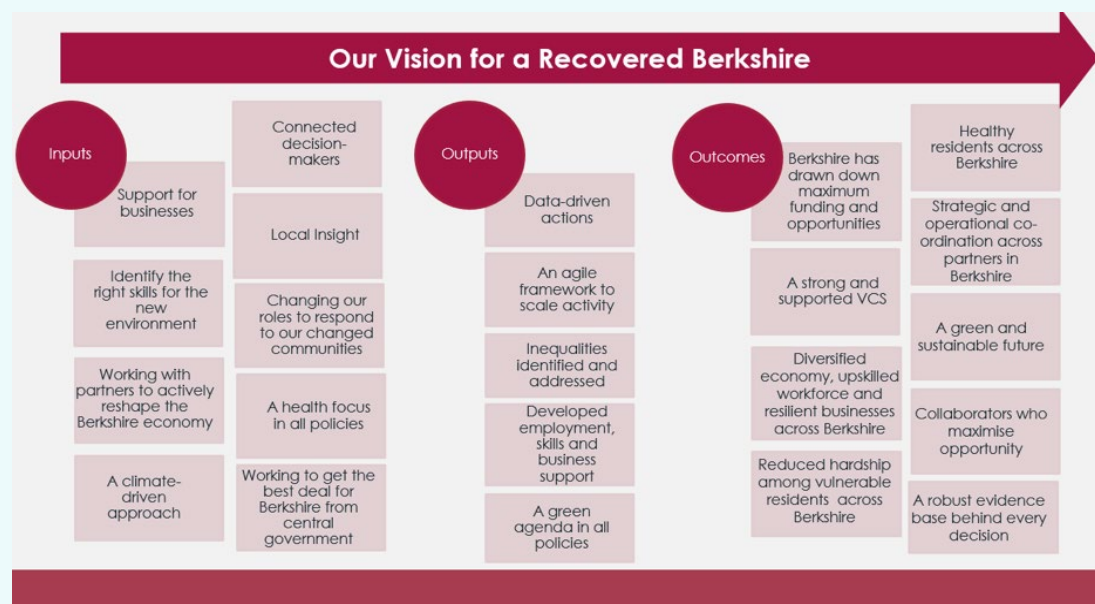 Our Vision for a Recovered Berkshire
Inputs
Support for
businesses
Identify the
right skills for the
new
environment
Working with
partners to actively
reshape the
Berkshire economy
A climate-
driven
approach
Connected
decision-
makers
Local Insight
Changing our
roles to respond
to our changed
communities
A health focus
in all policies
Working to get the
best deal for
Berkshire from
central
government
Outputs
Data-driven
actions
An agile
framework to
scale activity
Inequalities
identified and
addressed
Developed
employment,
skills and
business
support
A green
agenda in all
policies
Outcomes
Berkshire has
drawn down
maximum
funding and
opportunities
A strong and
supported VCS
Diversified
economy, upskilled
workforce and
resilient businesses
across Berkshire
Reduced hardship
among vulnerable
residents across
Berkshire
Healthy
residents across
Berkshire
Strategic and
operational co-
ordination across
partners in
Berkshire
A green and
sustainable future
Collaborators who
maximise
opportunity
A robust evidence
base behind every
decision